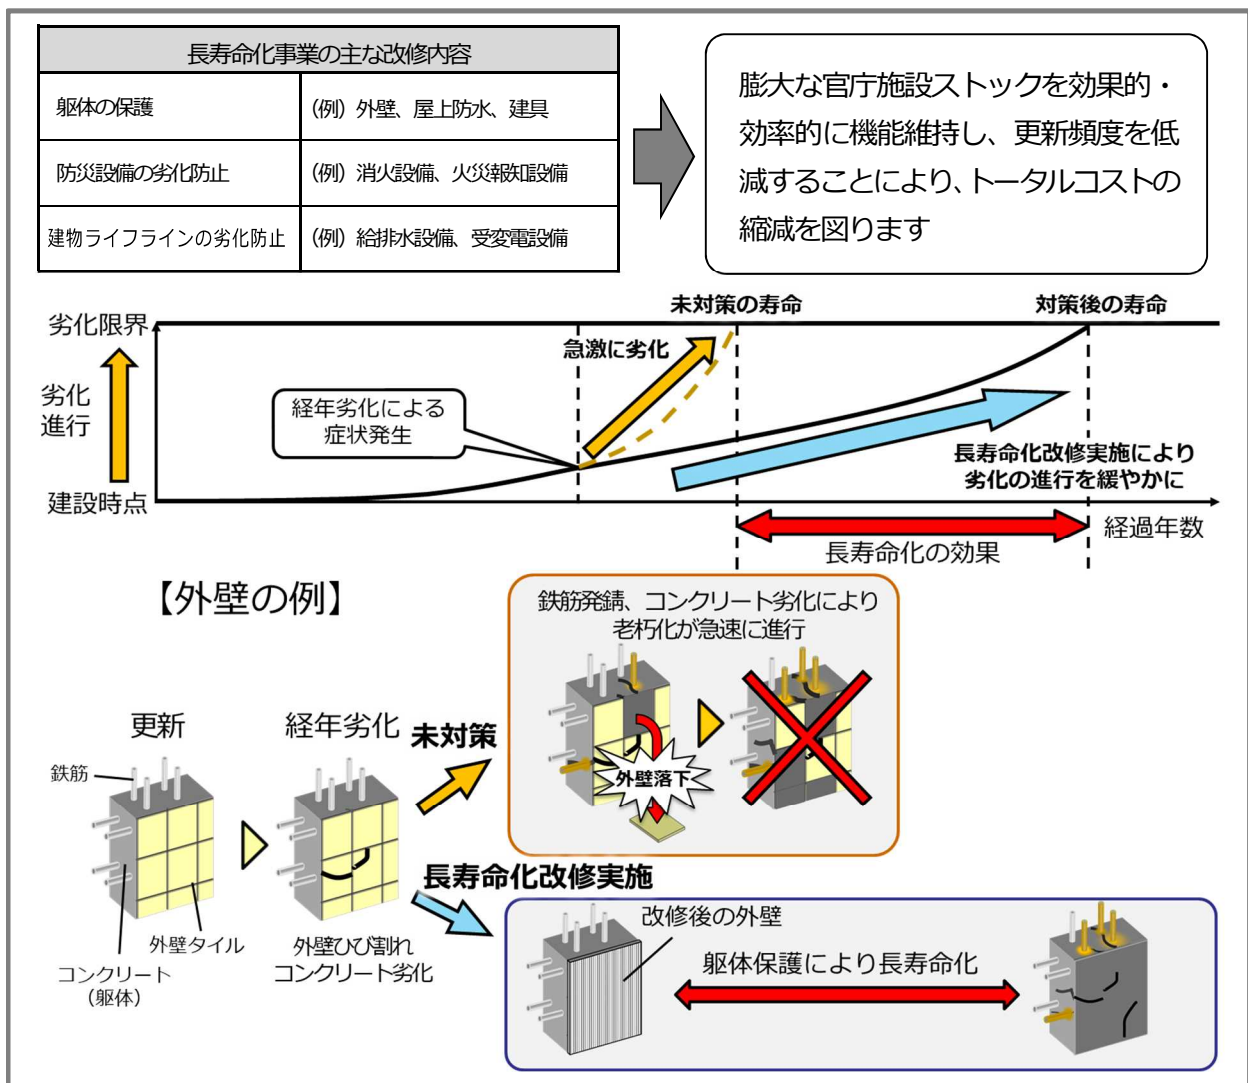 長寿命化事業の主な改修内容
躯体の保護
（例）外壁、屋上防水、建具
防災設備の劣化防止
（例）消火設備、火災報知設備
建物ライフラインの劣化防止
（例）給排水設備、受変電設備
膨大な官庁施設ストックを効果的・
効率的に機能維持し、更新頻度を低
減することにより、トータルコストの
縮減を図ります
未対策の寿命
対策後の寿命
劣化限界
急激に劣化
劣化
進行
経年劣化による
症状発生
長寿命化改修実施により
劣化の進行を緩やかに
建設時点
経過年数
長寿命化の効果
【外壁の例】
鉄筋発錆、コンクリート劣化により
老朽化が急速に進行
更新
経年劣化
未対策
鉄筋
外壁落下
長寿命化改修実施
外壁タイル
コンクリート
（躯体）
外壁ひび割れ
コンクリート劣化
改修後の外壁
躯体保護により長寿命化